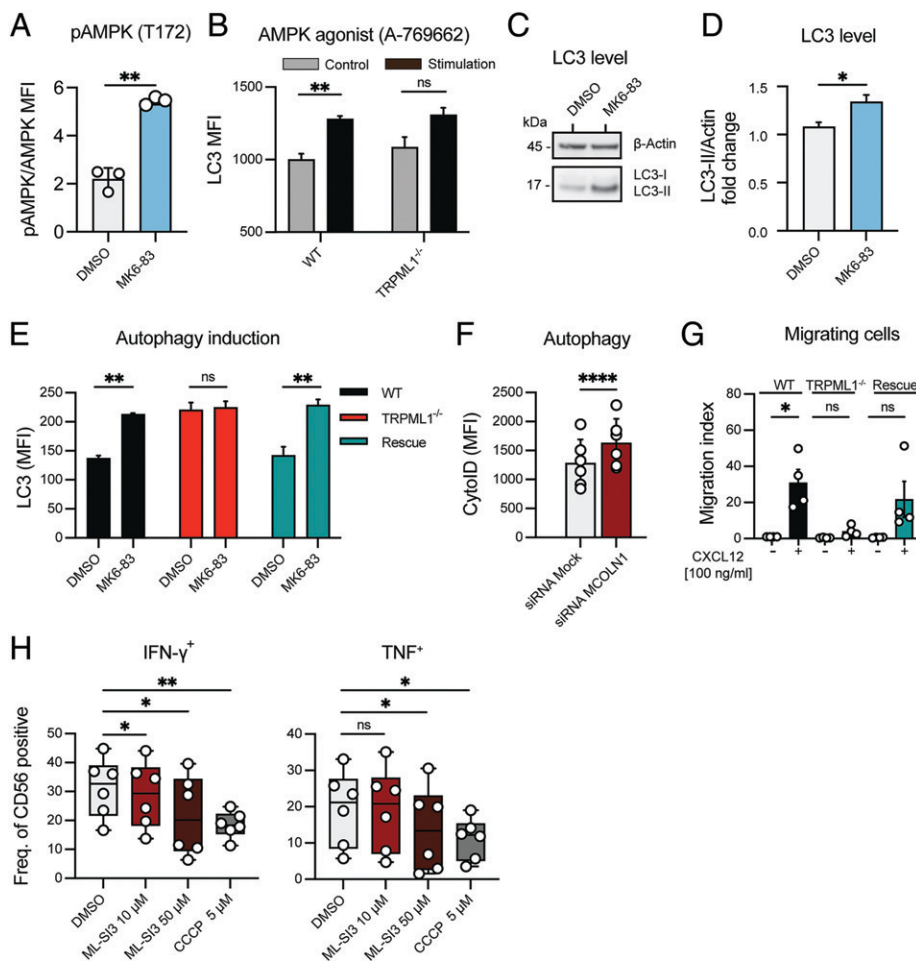 A
pAMPK (T172)
pAMPK/AMPK MFI
6
4
2
0
**
DMSO
MK6-83
B
AMPK agonist (A-769662)
Control
Stimulation
LC3 MFI
1500
1000
500
**
ns
WT
TRPML1-/-
C
LC3 level
DMSO
MK6-83
kDa
45
β-Actin
17
LC3-I
LC3-II
D
LC3 level
LC3-II/Actin
fold change
1.5
1.0
0.5
0.0
*
DMSO
MK6-83
E
Autophagy induction
LC3 (MFI)
250
200
150
100
50
0
**
ns
**
DMSO
MK6-83
DMSO
MK6-83
DMSO
MK6-83
WT
TRPML1-/-
Rescue
F
Autophagy
CytoID (MFI)
2500
2000
1500
1000
500
0
****
siRNA Mock
siRNA MCOLN1
G
Migrating cells
Migration index
80
60
40
20
0
WT
TRPML1-/-
Rescue
*
ns
ns
CXCL12
[100 ng/ml]
- + - + - +
H
IFN-γ+
Freq. of CD56 positive
50
40
30
20
10
0
**
*
*
DMSO
ML-SI3 10 µM
ML-SI3 50 µM
CCCP 5 µM
TNF+
40
30
20
10
0
*
*
ns
DMSO
ML-SI3 10 µM
ML-SI3 50 µM
CCCP 5 µM